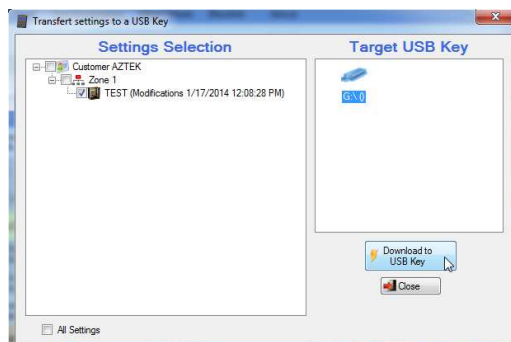 Transfert settings to a USB Key
Settings Selection
Target USB Key
Customer AZTEK
Zone 1
TEST (Modifications 1/17/2014 12:08:28 PM)
G:\ ()
Download to
USB Key
Close
All Settings